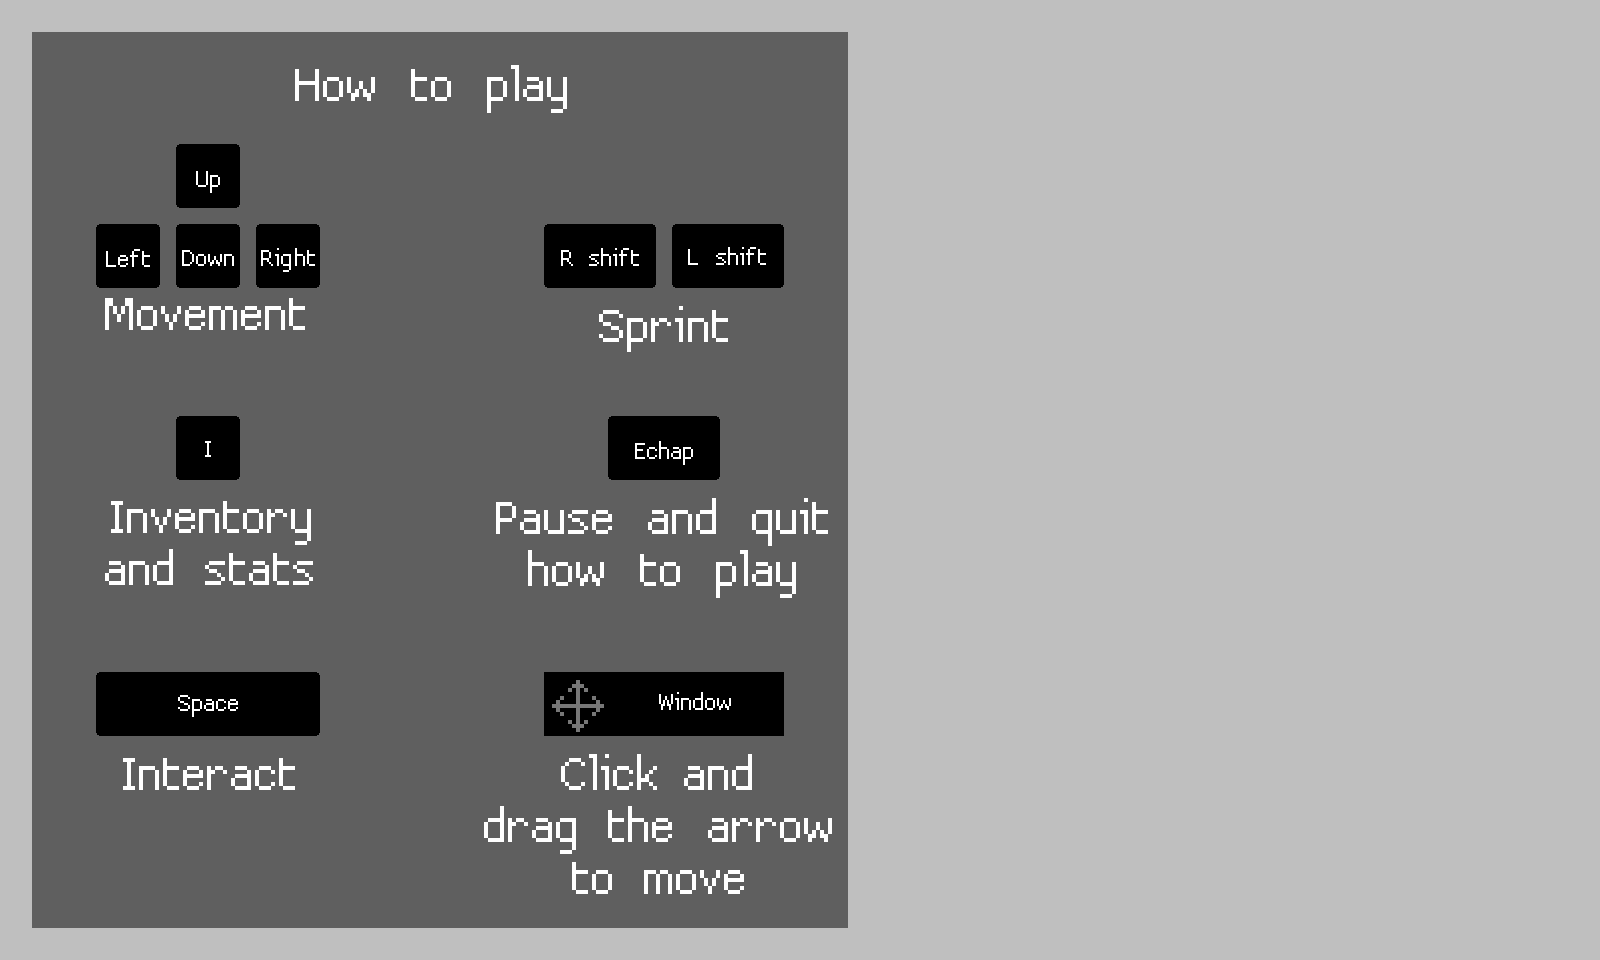 How to play
Up
Left Down Right
Movement
R shift L shift
Sprint
I
Inventory
and stats
Echap
Pause and quit
how to play
Space
Interact
Window
Click and
drag the arrow
to move